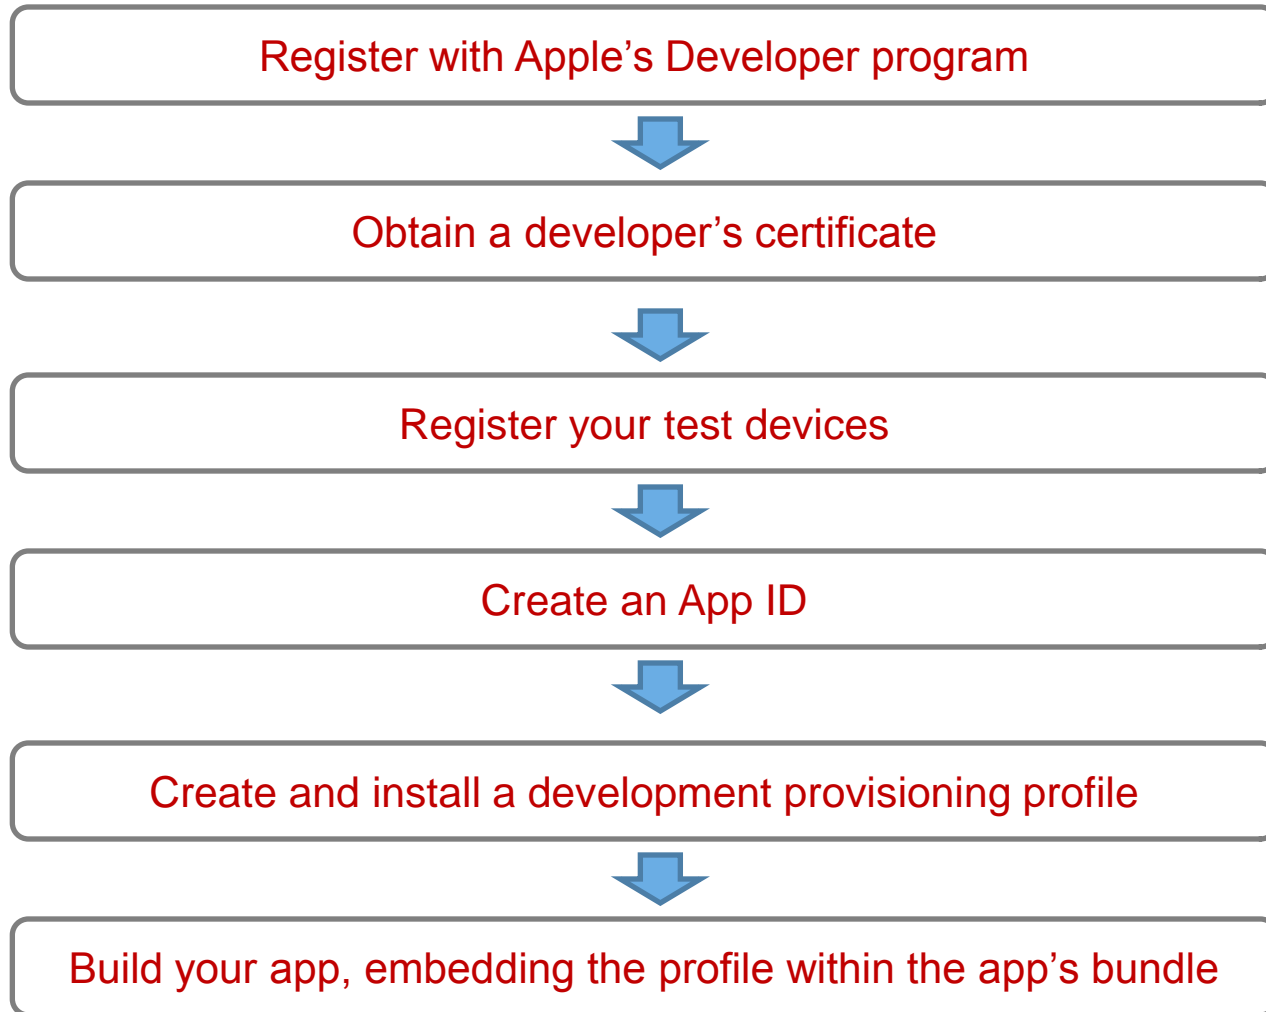 Register with Apple’s Developer program
Obtain a developer’s certificate
Register your test devices
Create an App ID
Create and install a development provisioning profile
Build your app, embedding the profile within the app’s bundle